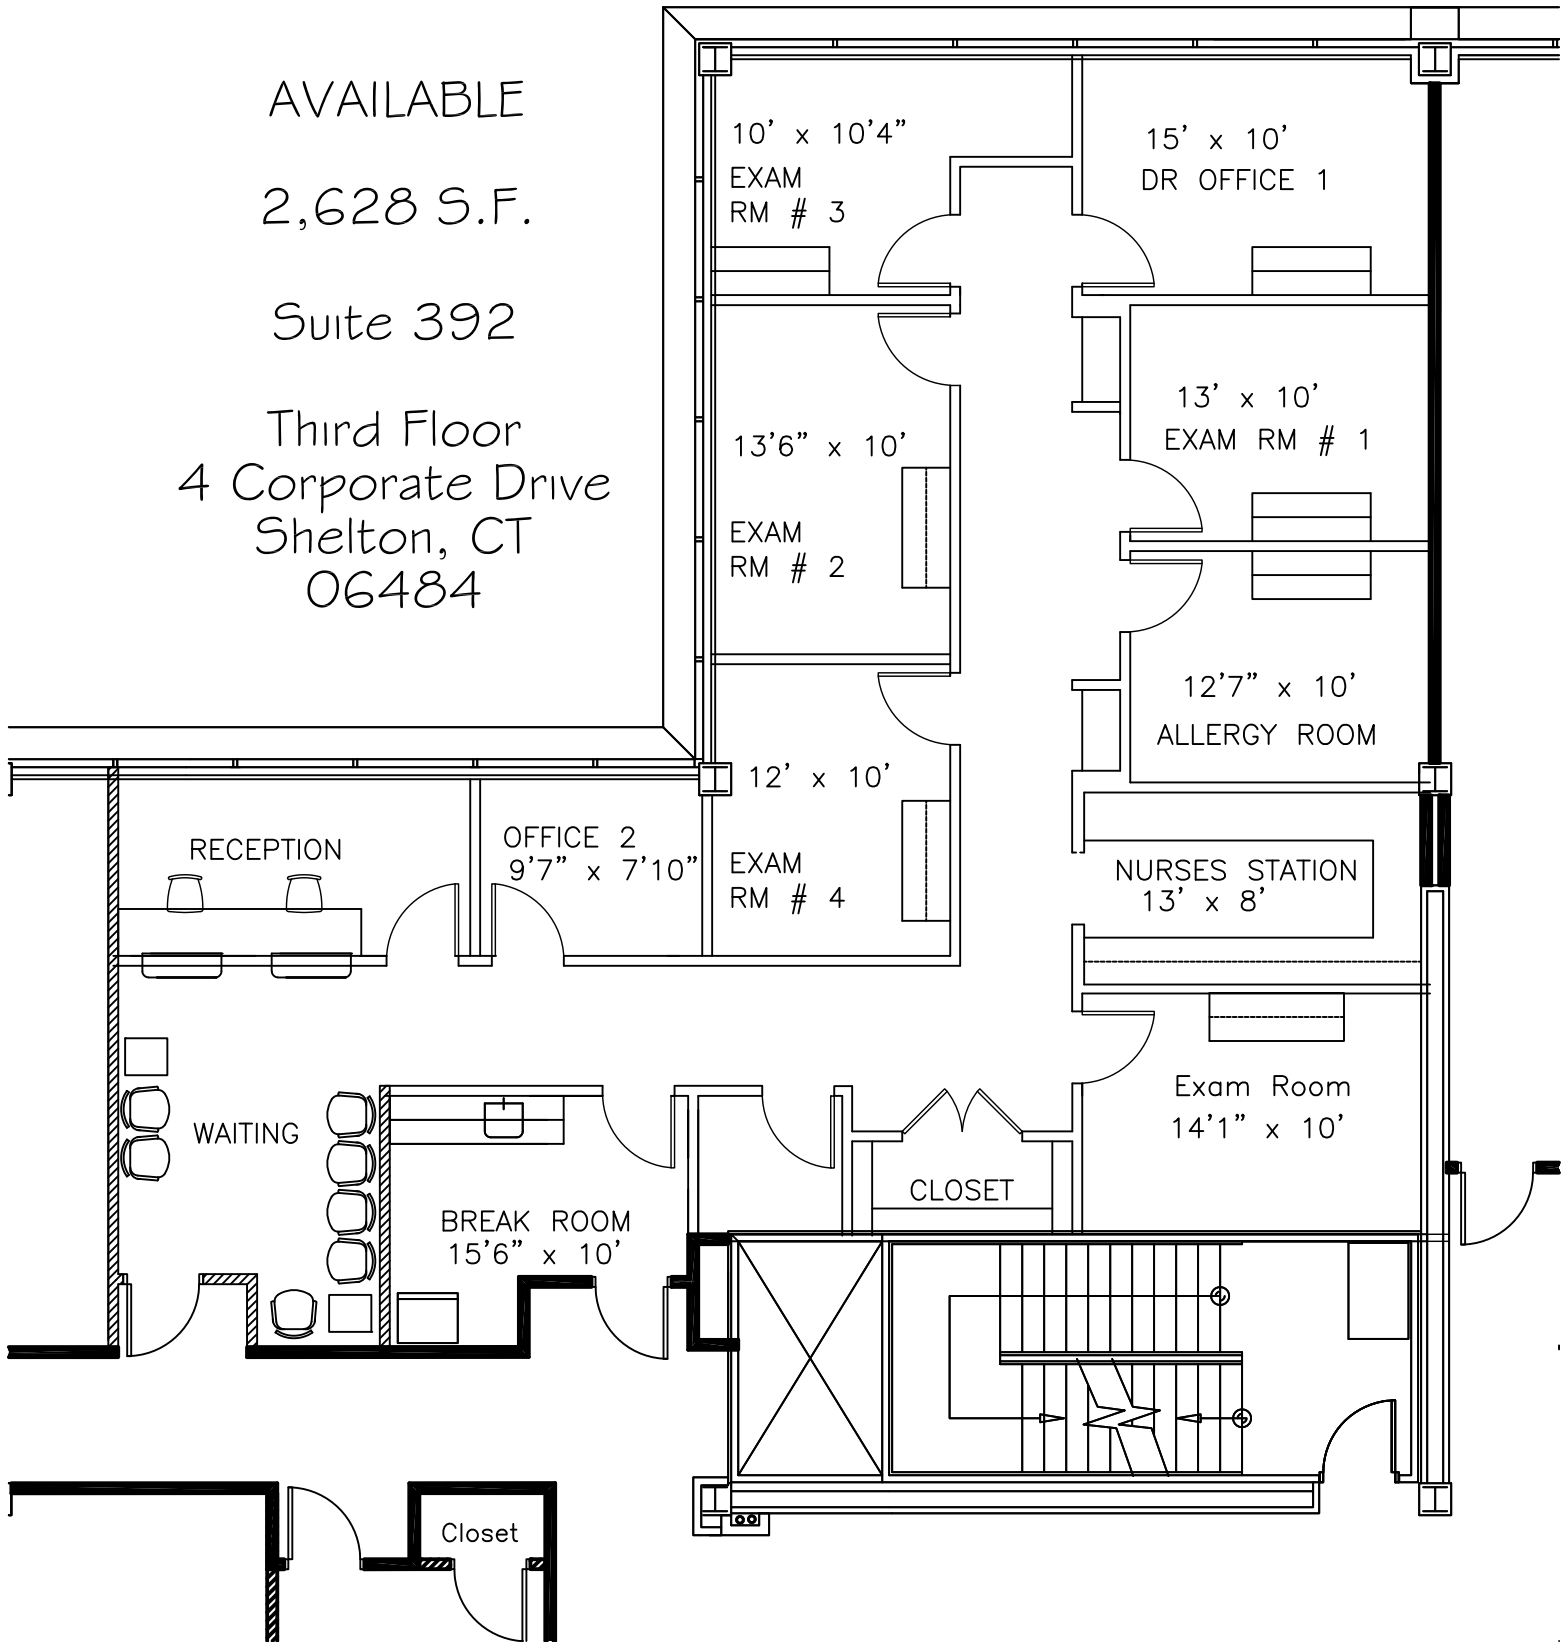 AVAILABLE
2,628 S.F.
Suite 392
Third Floor
4 Corporate Drive
Shelton, CT
06484
10' x 10'4"
EXAM
RM # 3
15' x 10'
DR OFFICE 1
13' x 10'
EXAM RM # 1
13'6" x 10'
EXAM
RM # 2
12'7" x 10'
ALLERGY ROOM
12' x 10'
EXAM
RM # 4
RECEPTION
OFFICE 2
9'7" x 7'10"
NURSES STATION
13' x 8'
Exam Room
14'1" x 10'
WAITING
BREAK ROOM
15'6" x 10'
CLOSET
Closet